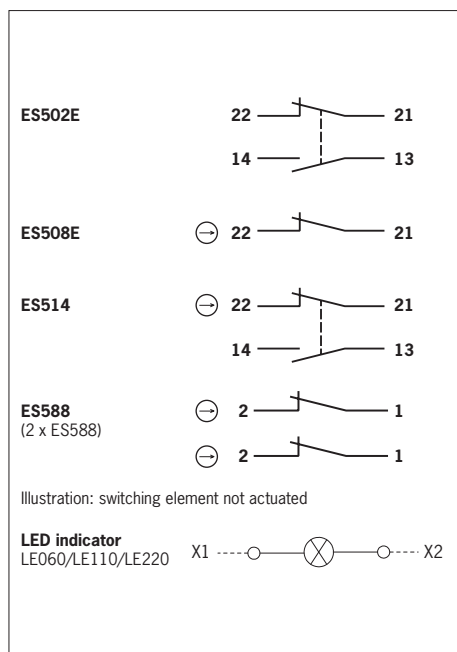 ES502E 22 21
14 13
ES508E 22 21
ES514 22 21
14 13
ES588 2 1
(2 x ES588)
2 1
Illustration: switching element not actuated
LED indicator
LE060/LE110/LE220 X1 X2